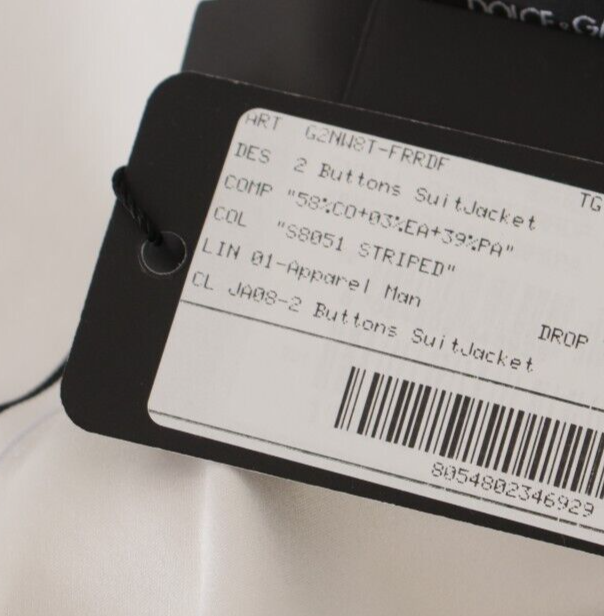 DOLCE & GA
ART G2NW8T-FRRDF
TG
DES 2 Buttons SuitJacket
COMP "58%CO+03%EA+39%PA"
COL "S8051 STRIPED"
LIN 01-Apparel Man
DROP
CL JA08-2 Buttons SuitJacket
8054802346929